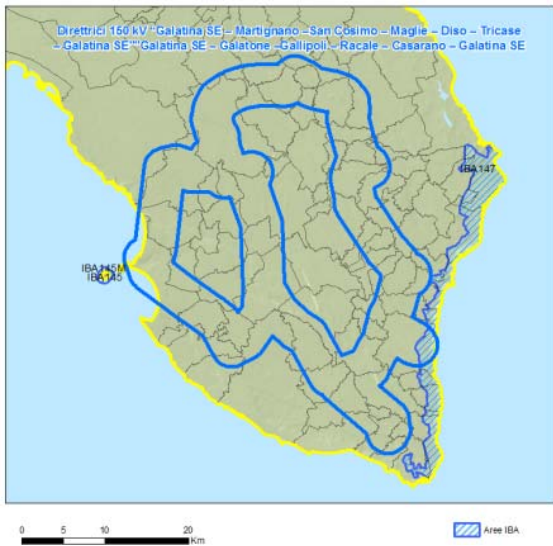 Direttrici 150 kV "Galatina SE – Martignano –San Cosimo – Maglie – Diso – Tricase
– Galatina SE""Galatina SE – Galatone –Gallipoli – Racale – Casarano – Galatina SE
IBA147
IBA145M
IBA145
0 5 10 20
Km
Aree IBA